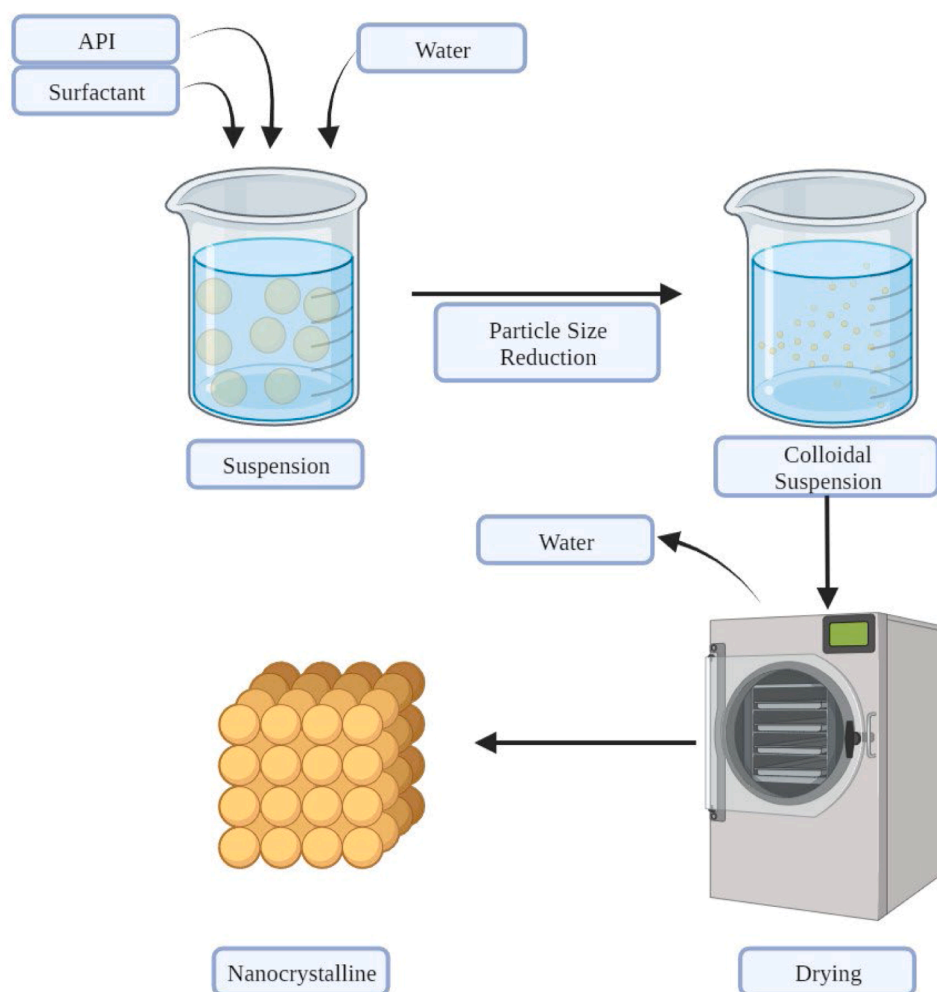 API
Surfactant
Water
Particle Size
Reduction
Suspension
Colloidal
Suspension
Water
Nanocrystalline
Drying